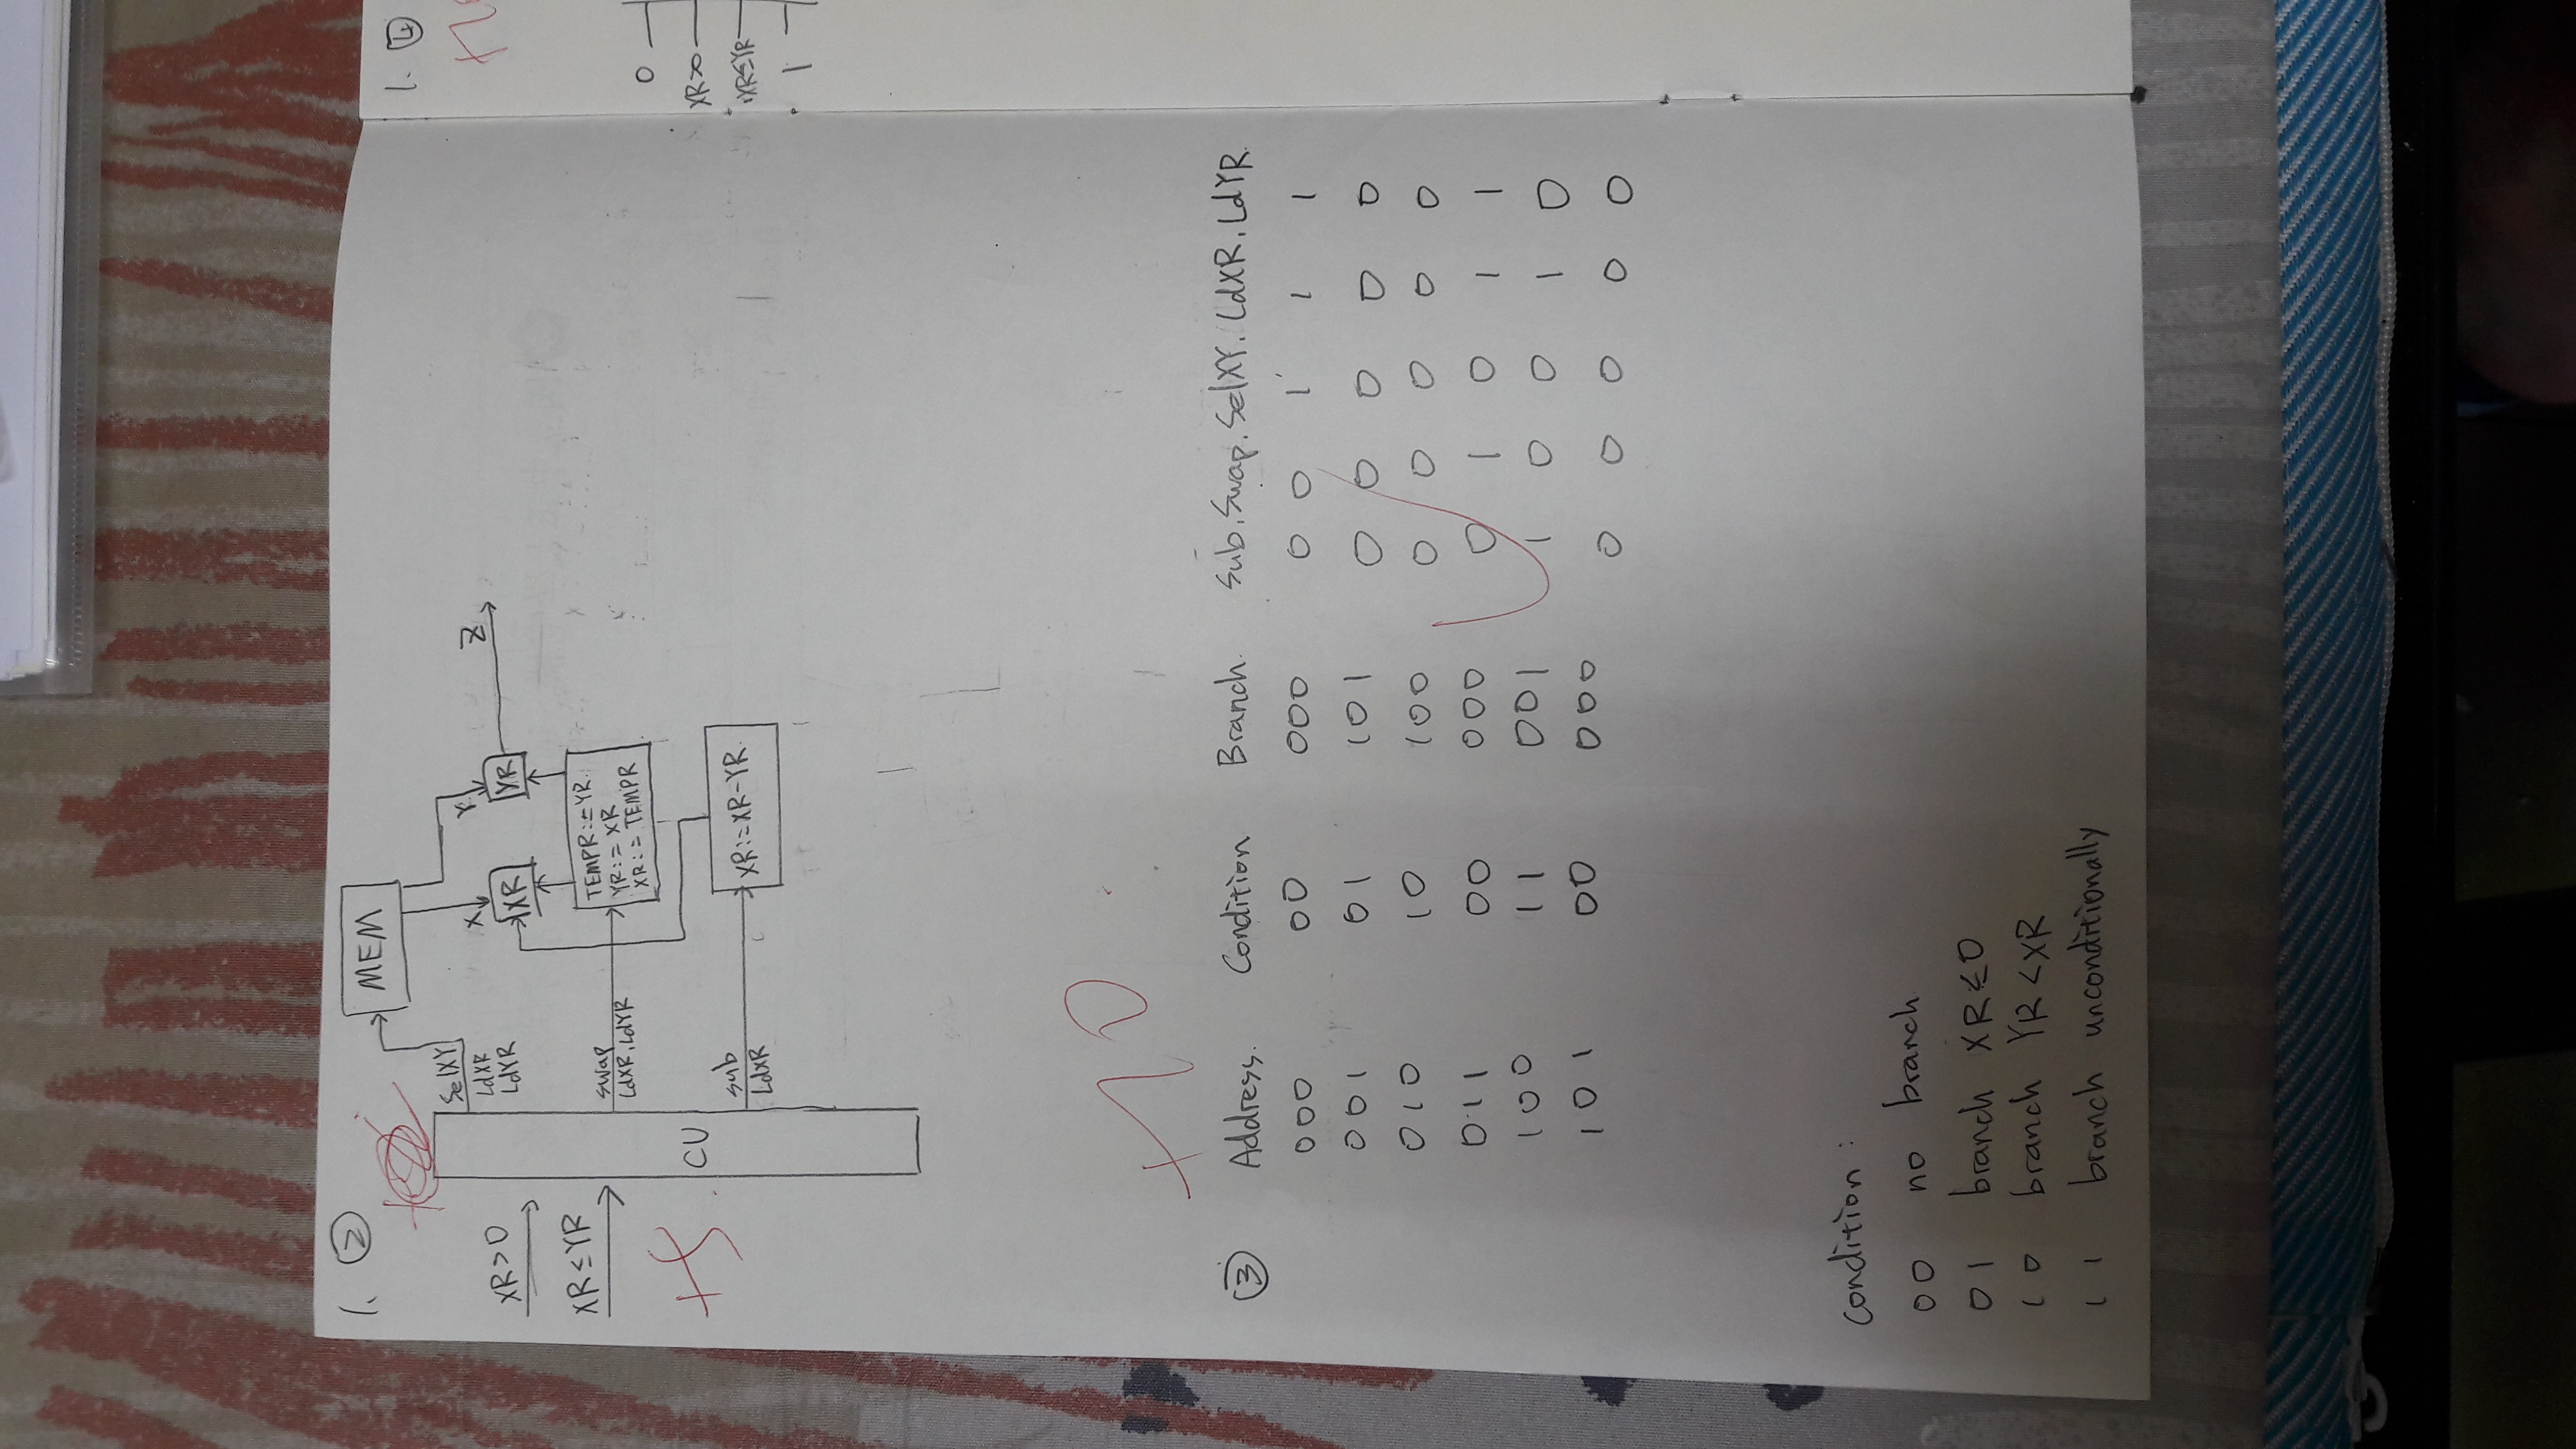 1. ②
MEM
SelXY
LdXR
LdYR
X
Y
XR
YR
Z
XR>0
XR≤YR
+5
CU
swap
LdXR, LdYR
TEMPR:=YR
YR:=XR
XR:=TEMPR
sub
LdXR
XR:=XR-YR
+10
③ Address. Condition Branch. Sub, Swap, SelXY, LdXR, LdYR
000 00 000 0 0 1 1 1
001 01 101 0 0 0 0 0
010 10 100 0 0 0 0 0
011 00 000 0 1 0 1 1
100 11 001 1 0 0 1 0
101 00 000 0 0 0 0 0
condition:
00 no branch
01 branch XR≤0
10 branch YR<XR
11 branch unconditionally
1. ④
0
XR>0
XR≤YR
1